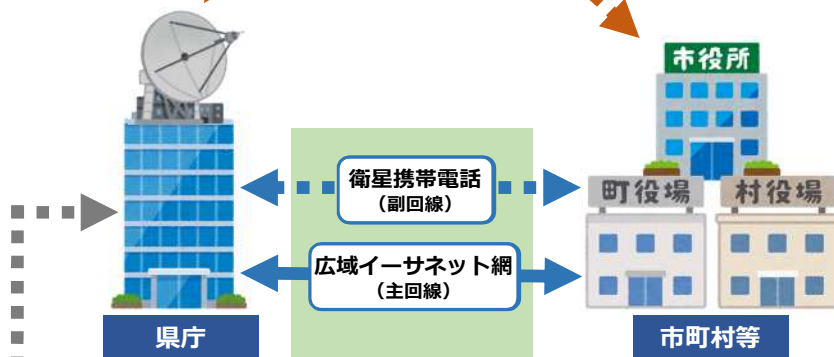 市役所
衛星携帯電話
（副回線）
町役場
村役場
広域イーサネット網
（主回線）
県庁
市町村等